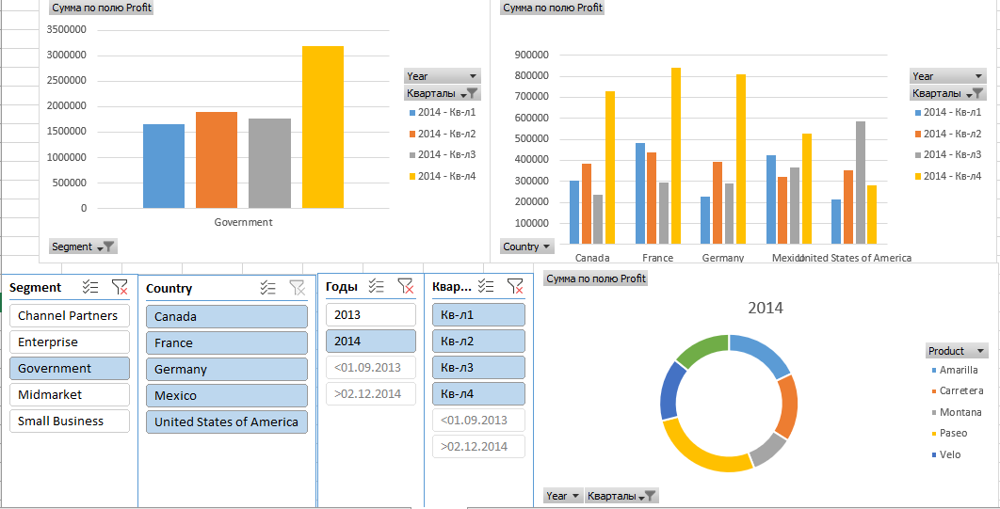 Сумма по полю Profit
3500000
3000000
2500000
2000000
1500000
1000000
500000
0
Government
Year
Кварталы
2014 - Кв-л1
2014 - Кв-л2
2014 - Кв-л3
2014 - Кв-л4
Segment
Сумма по полю Profit
900000
800000
700000
600000
500000
400000
300000
200000
100000
Canada
France
Germany
Mexico
United States of America
Year
Кварталы
2014 - Кв-л1
2014 - Кв-л2
2014 - Кв-л3
2014 - Кв-л4
Country
Segment
Channel Partners
Enterprise
Government
Midmarket
Small Business
Country
Canada
France
Germany
Mexico
United States of America
Годы
2013
2014
<01.09.2013
>02.12.2014
Квар...
Кв-л1
Кв-л2
Кв-л3
Кв-л4
<01.09.2013
>02.12.2014
Сумма по полю Profit
2014
Product
Amarilla
Carretera
Montana
Paseo
Velo
Year
Кварталы